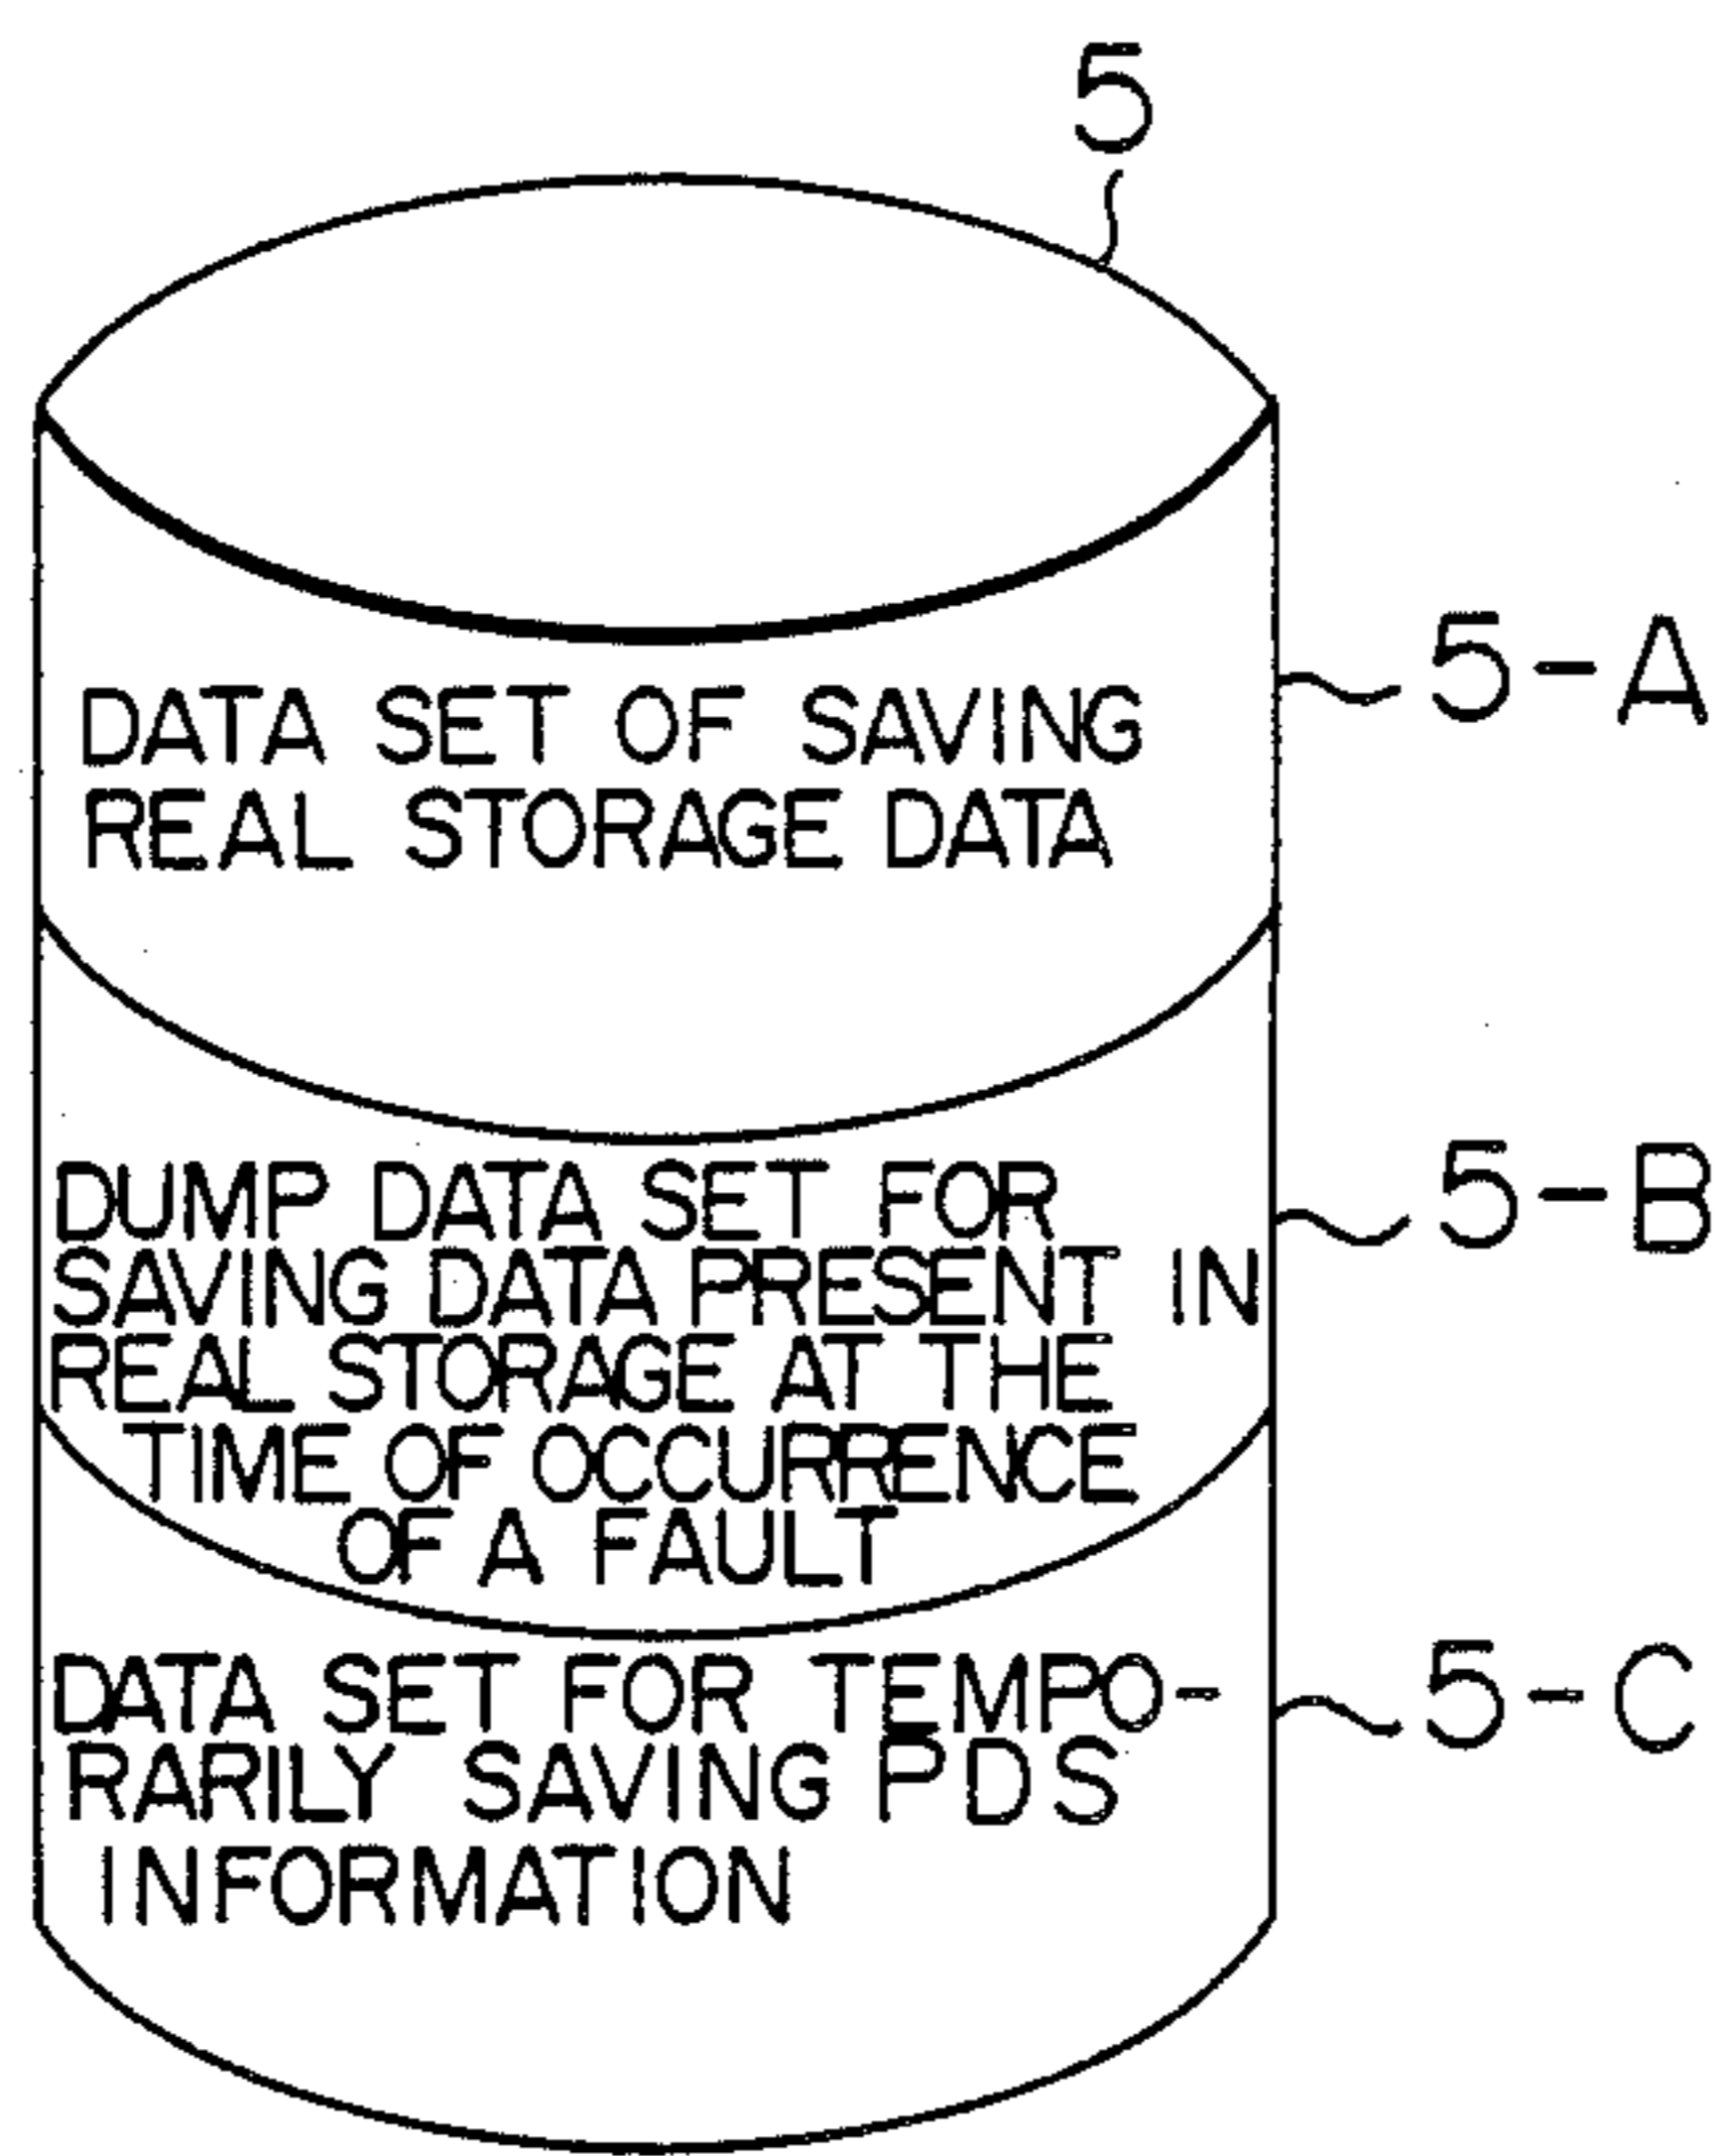 5
DATA SET OF SAVING
REAL STORAGE DATA
5-A
DUMP DATA SET FOR
SAVING DATA PRESENT IN
REAL STORAGE AT THE
TIME OF OCCURRENCE
OF A FAULT
5-B
DATA SET FOR TEMPO-
RARILY SAVING PDS
INFORMATION
5-C